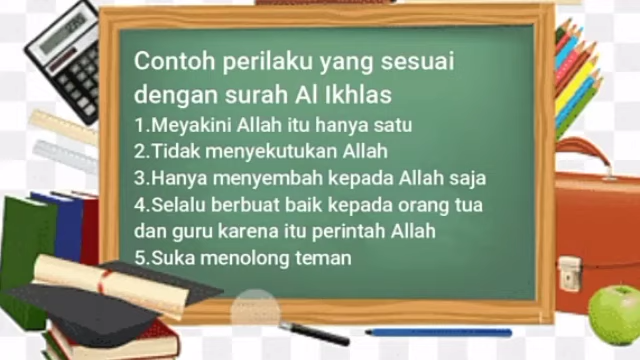 Contoh perilaku yang sesuai
dengan surah Al Ikhlas
1.Meyakini Allah itu hanya satu
2.Tidak menyekutukan Allah
3.Hanya menyembah kepada Allah saja
4.Selalu berbuat baik kepada orang tua
dan guru karena itu perintah Allah
5.Suka menolong teman